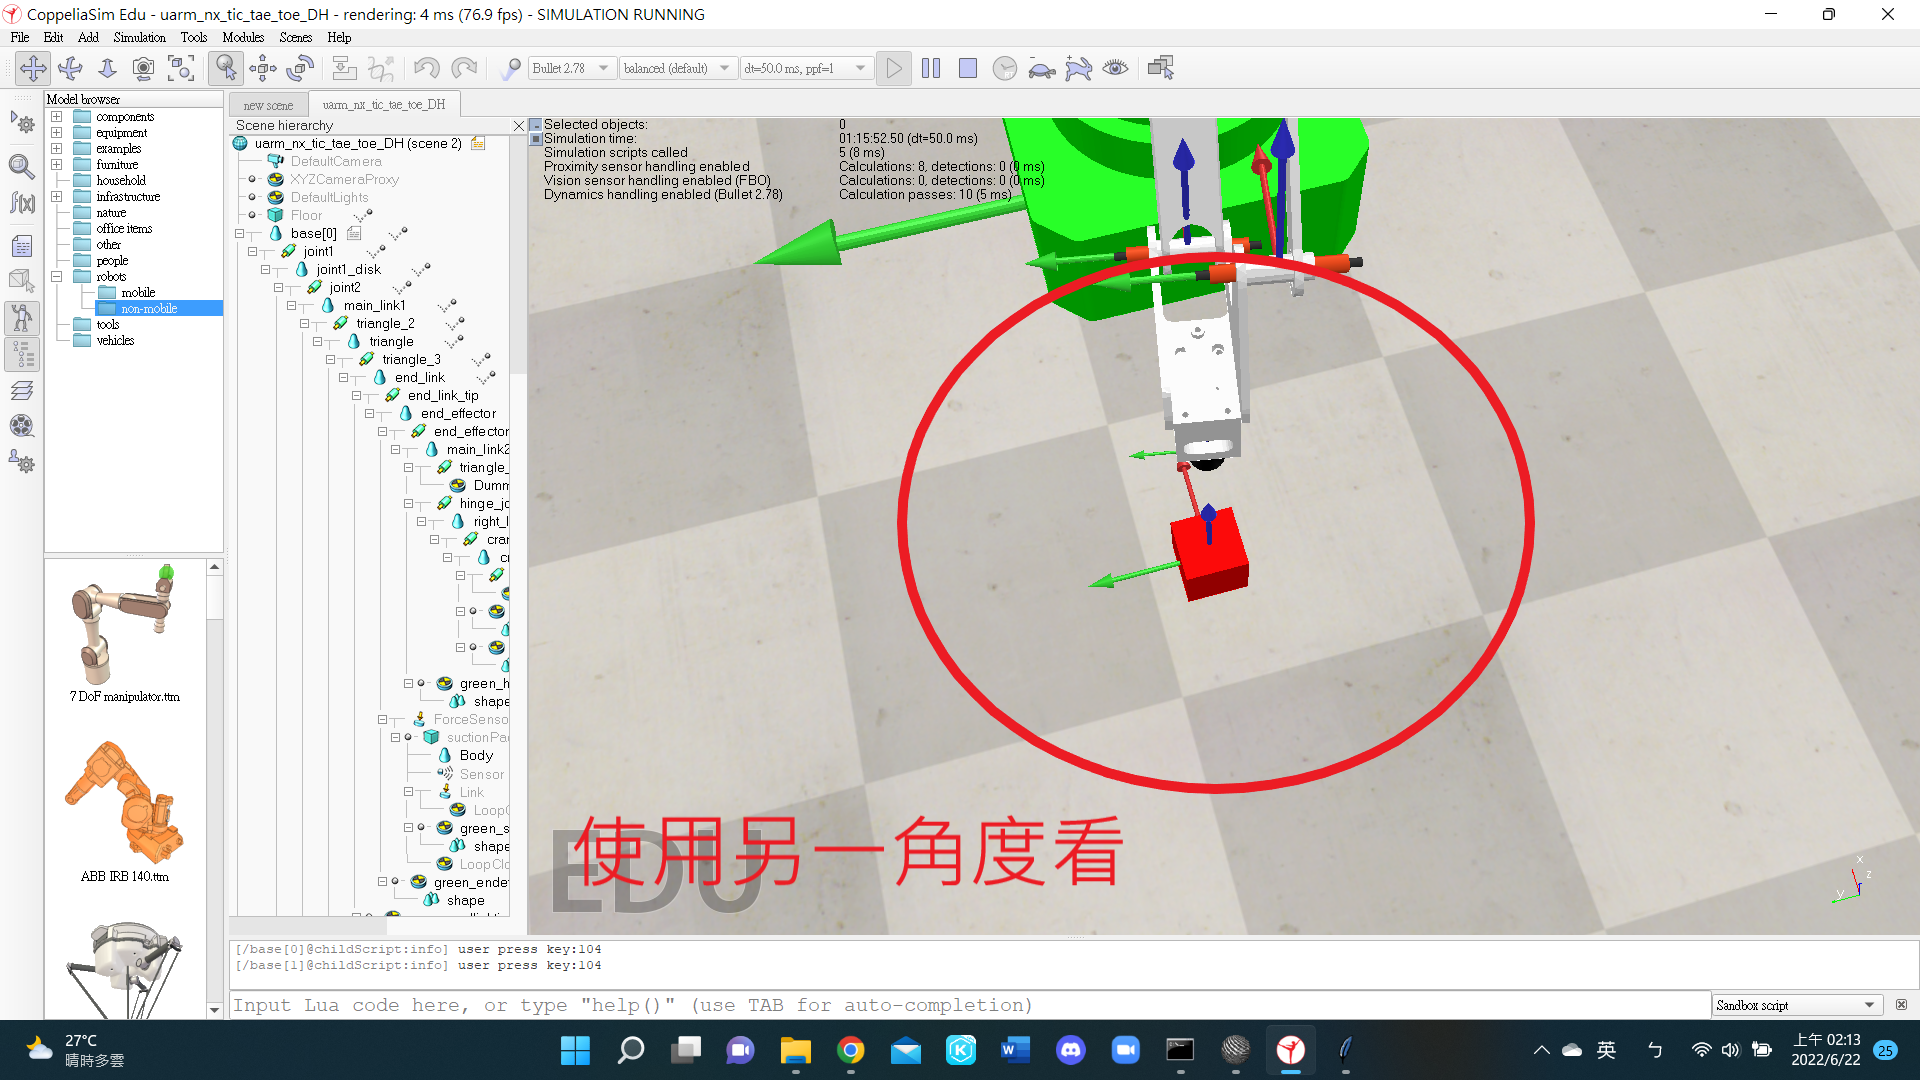 CoppeliaSim Edu - uarm_nx_tic_tae_toe_DH - rendering: 4 ms (76.9 fps) - SIMULATION RUNNING
File Edit Add Simulation Tools Modules Scenes Help
Bullet 2.78 balanced (default) dt=50.0 ms, ppf=1
Model browser
components
equipment
examples
furniture
household
infrastructure
nature
office items
other
people
robots
mobile
non-mobile
tools
vehicles
7 DoF manipulator.ttm
ABB IRB 140.ttm
new scene uarm_nx_tic_tae_toe_DH
Scene hierarchy
uarm_nx_tic_tae_toe_DH (scene 2)
DefaultCamera
XYZCameraProxy
DefaultLights
Floor
base[0]
joint1
joint1_disk
joint2
main_link1
triangle_2
triangle
triangle_3
end_link
end_link_tip
end_effector
end_effector
main_link2
triangle_
Dumm
hinge_jo
right_l
cran
cr
green_h
shape
ForceSenso
suctionPad
Body
Sensor
Link
LoopC
green_s
shape
LoopClo
green_endef
shape
Selected objects: 0
Simulation time: 01:15:52.50 (dt=50.0 ms)
Simulation scripts called 5 (8 ms)
Proximity sensor handling enabled Calculations: 8, detections: 0 (0 ms)
Vision sensor handling enabled (FBO) Calculations: 0, detections: 0 (0 ms)
Dynamics handling enabled (Bullet 2.78) Calculation passes: 10 (5 ms)
EDU
使用另一角度看
x
y
z
[/base[0]@childScript:info] user press key:104
[/base[1]@childScript:info] user press key:104
Input Lua code here, or type "help()" (use TAB for auto-completion)
Sandbox script
27°C
晴時多雲
英
ㄅ
上午 02:13
2022/6/22
25